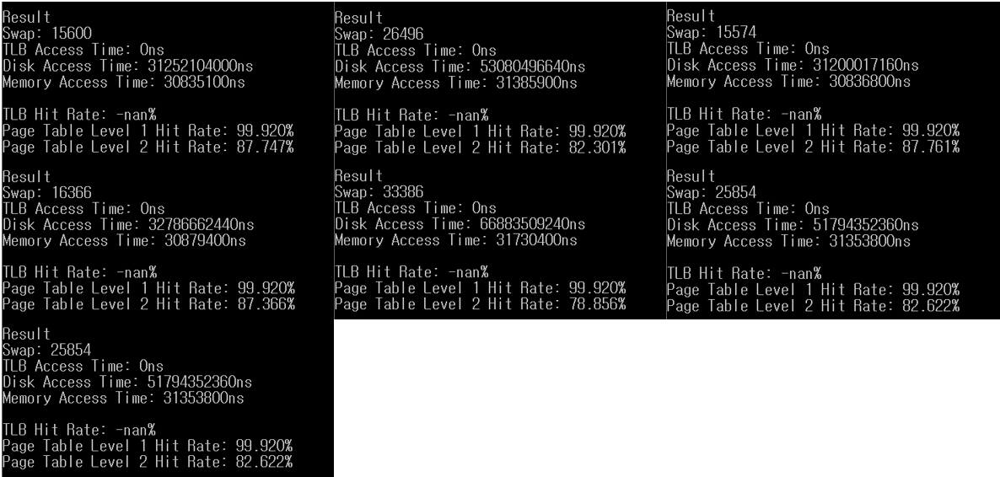 Result
Swap: 15600
TLB Access Time: 0ns
Disk Access Time: 31252104000ns
Memory Access Time: 30835100ns
TLB Hit Rate: -nan%
Page Table Level 1 Hit Rate: 99.920%
Page Table Level 2 Hit Rate: 87.747%
Result
Swap: 16366
TLB Access Time: 0ns
Disk Access Time: 32786662440ns
Memory Access Time: 30879400ns
TLB Hit Rate: -nan%
Page Table Level 1 Hit Rate: 99.920%
Page Table Level 2 Hit Rate: 87.366%
Result
Swap: 25854
TLB Access Time: 0ns
Disk Access Time: 51794352360ns
Memory Access Time: 31353800ns
TLB Hit Rate: -nan%
Page Table Level 1 Hit Rate: 99.920%
Page Table Level 2 Hit Rate: 82.622%
Result
Swap: 26496
TLB Access Time: 0ns
Disk Access Time: 53080496640ns
Memory Access Time: 31385900ns
TLB Hit Rate: -nan%
Page Table Level 1 Hit Rate: 99.920%
Page Table Level 2 Hit Rate: 82.301%
Result
Swap: 33386
TLB Access Time: 0ns
Disk Access Time: 66883509240ns
Memory Access Time: 31730400ns
TLB Hit Rate: -nan%
Page Table Level 1 Hit Rate: 99.920%
Page Table Level 2 Hit Rate: 78.856%
Result
Swap: 15574
TLB Access Time: 0ns
Disk Access Time: 31200017160ns
Memory Access Time: 30836800ns
TLB Hit Rate: -nan%
Page Table Level 1 Hit Rate: 99.920%
Page Table Level 2 Hit Rate: 87.761%
Result
Swap: 25854
TLB Access Time: 0ns
Disk Access Time: 51794352360ns
Memory Access Time: 31353800ns
TLB Hit Rate: -nan%
Page Table Level 1 Hit Rate: 99.920%
Page Table Level 2 Hit Rate: 82.622%